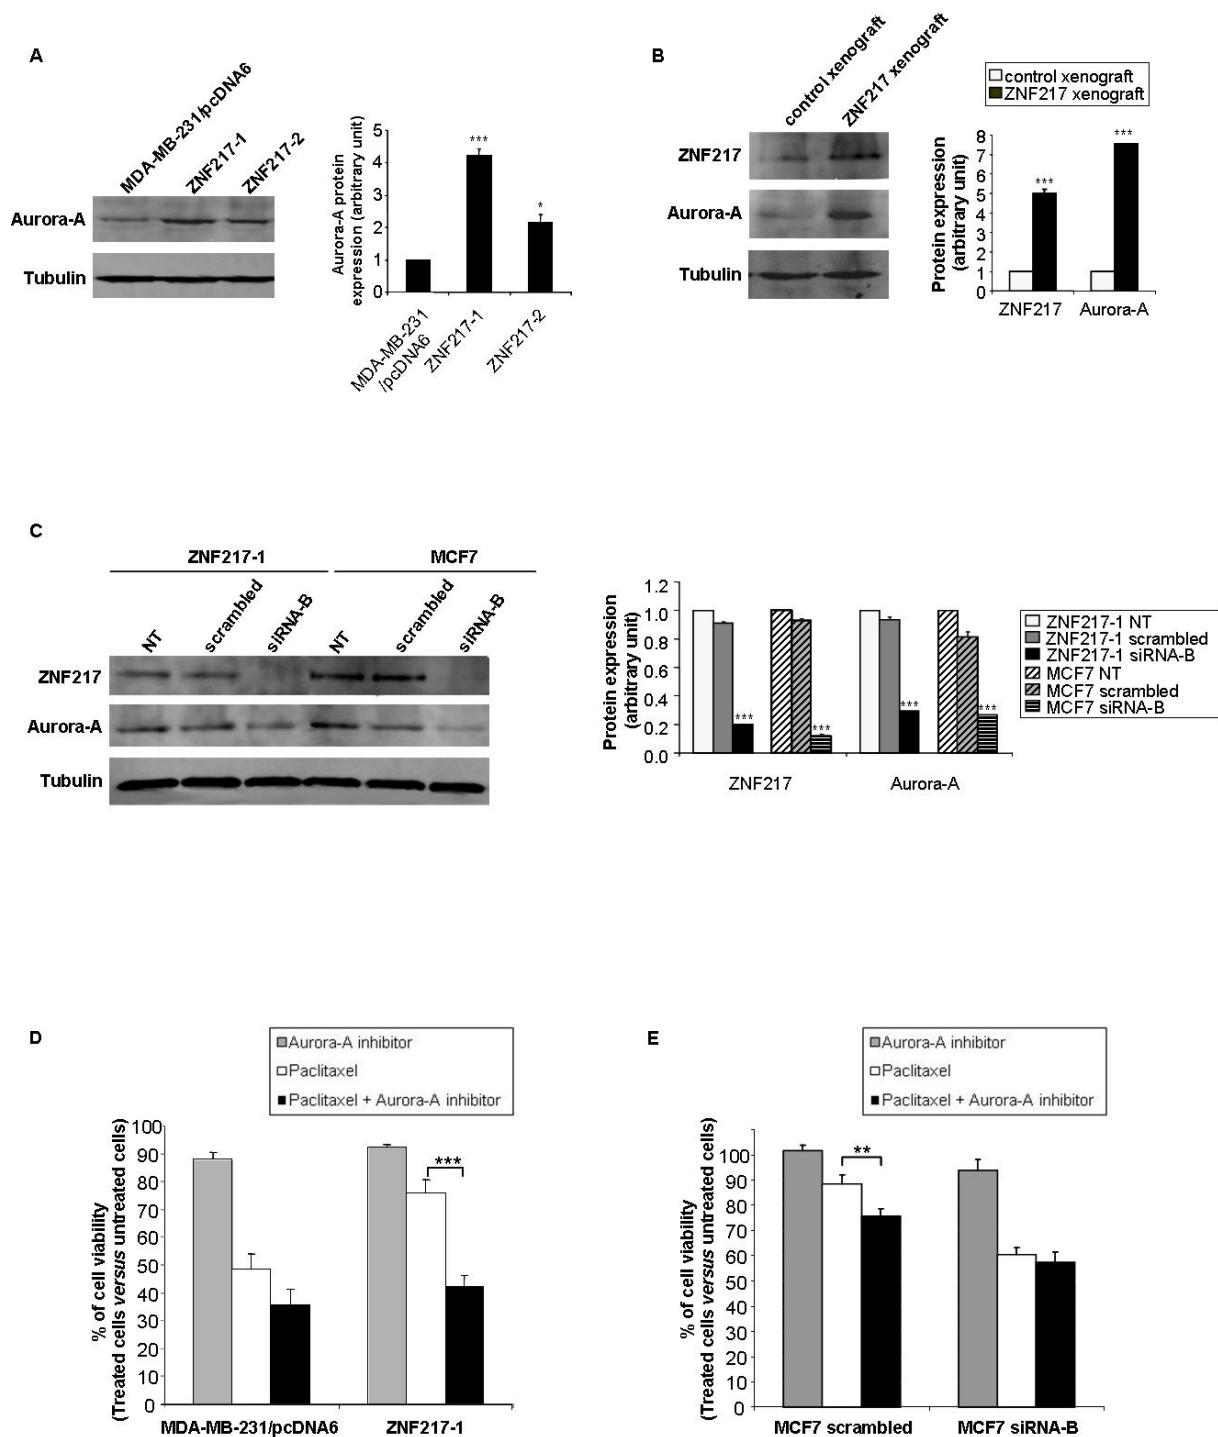 A
MDA-MB-231/pcDNA6
ZNF217-1
ZNF217-2
Aurora-A
Tubulin
Aurora-A protein
expression (arbitrary unit)
5
4
3
2
1
0
***
*
MDA-MB-231
/pcDNA6
ZNF217-1
ZNF217-2
B
control xenograft
ZNF217 xenograft
ZNF217
Aurora-A
Tubulin
control xenograft
ZNF217 xenograft
Protein expression
(arbitrary unit)
8
7
6
5
4
2
1
0
***
***
ZNF217
Aurora-A
C
ZNF217-1
MCF7
NT
scrambled
siRNA-B
NT
scrambled
siRNA-B
ZNF217
Aurora-A
Tubulin
Protein expression
(arbitrary unit)
1.2
1.0
0.8
0.6
0.4
0.2
0.0
***
***
***
***
ZNF217
Aurora-A
ZNF217-1 NT
ZNF217-1 scrambled
ZNF217-1 siRNA-B
MCF7 NT
MCF7 scrambled
MCF7 siRNA-B
D
Aurora-A inhibitor
Paclitaxel
Paclitaxel + Aurora-A inhibitor
% of cell viability
(Treated cells versus untreated cells)
100
90
80
70
60
50
40
30
20
10
0
***
MDA-MB-231/pcDNA6
ZNF217-1
E
Aurora-A inhibitor
Paclitaxel
Paclitaxel + Aurora-A inhibitor
% of cell viability
(Treated cells versus untreated cells)
100
90
80
70
60
50
40
30
20
10
0
**
MCF7 scrambled
MCF7 siRNA-B